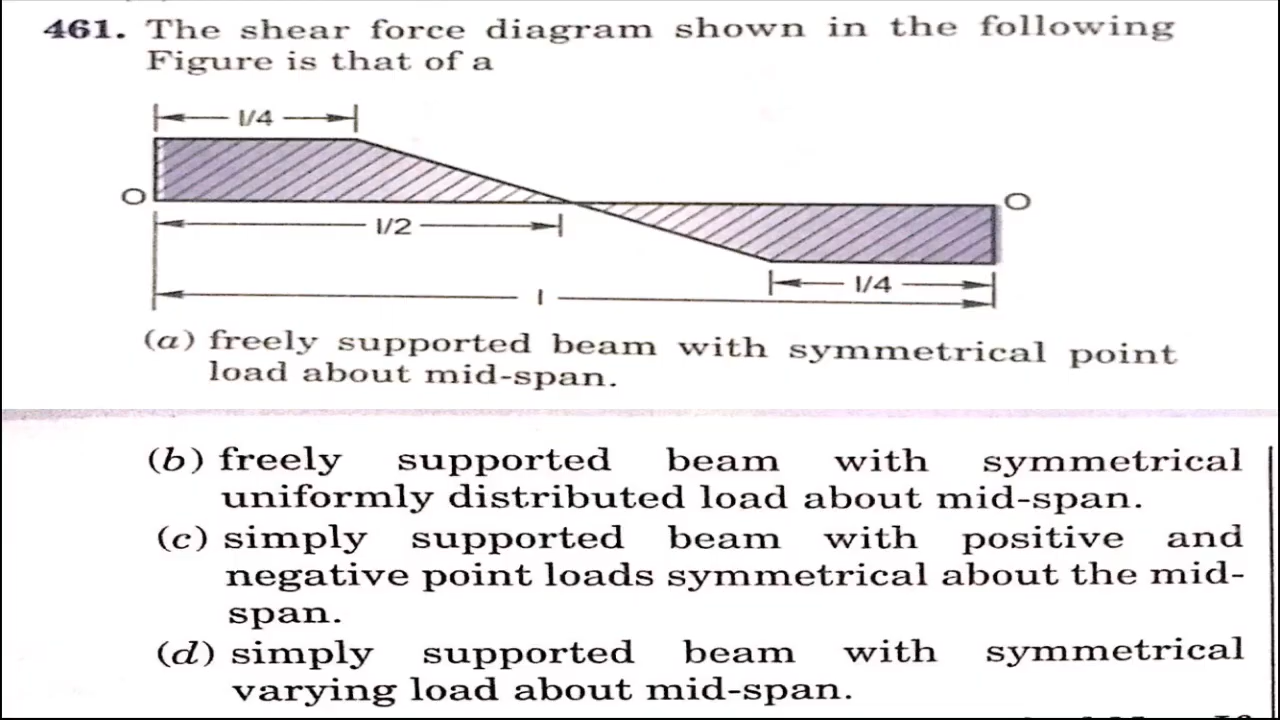 461. The shear force diagram shown in the following
Figure is that of a
l/4
O
O
l/2
l/4
l
(a) freely supported beam with symmetrical point
load about mid-span.
(b) freely supported beam with symmetrical
uniformly distributed load about mid-span.
(c) simply supported beam with positive and
negative point loads symmetrical about the mid-
span.
(d) simply supported beam with symmetrical
varying load about mid-span.